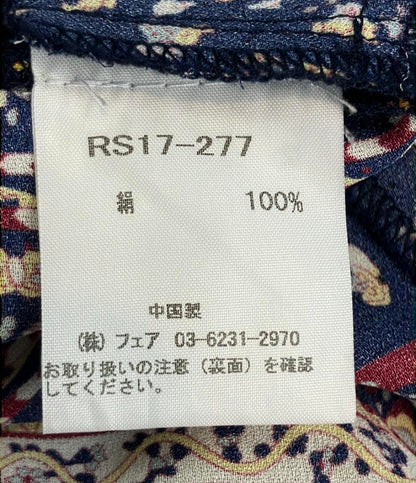 RS17-277
絹 100%
中国製
(株) フェア 03-6231-2970
お取り扱いの注意(裏面)を確認
してください。